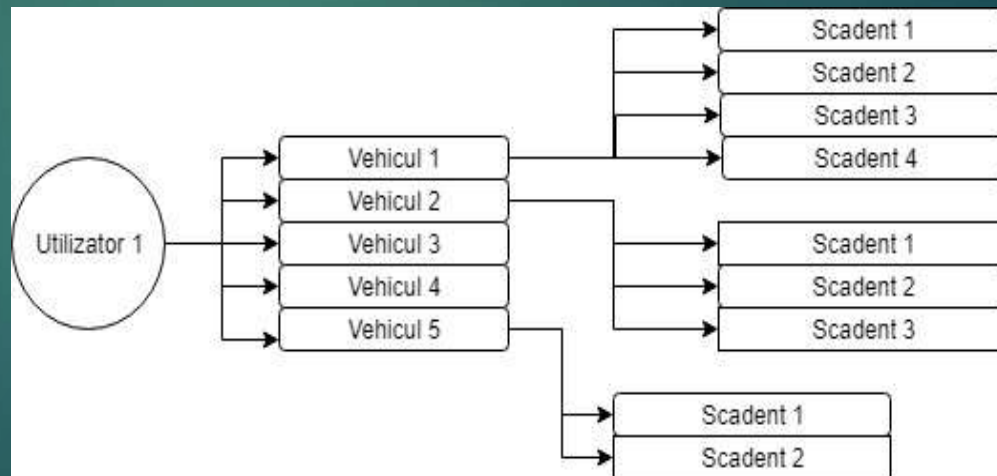 Utilizator 1
Vehicul 1
Vehicul 2
Vehicul 3
Vehicul 4
Vehicul 5
Scadent 1
Scadent 2
Scadent 3
Scadent 4
Scadent 1
Scadent 2
Scadent 3
Scadent 1
Scadent 2